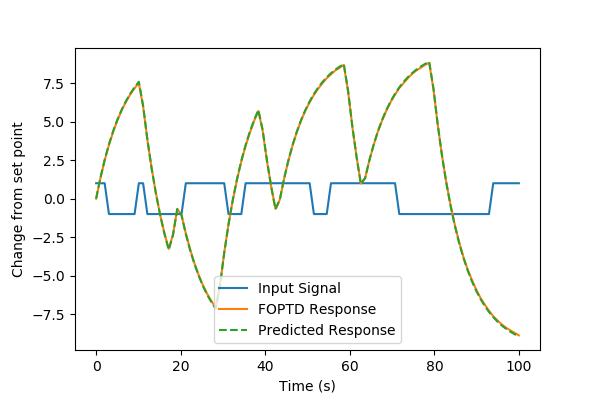 Change from set point
7.5
5.0
2.5
0.0
−2.5
−5.0
−7.5
Input Signal
FOPTD Response
Predicted Response
0
20
40
60
80
100
Time (s)